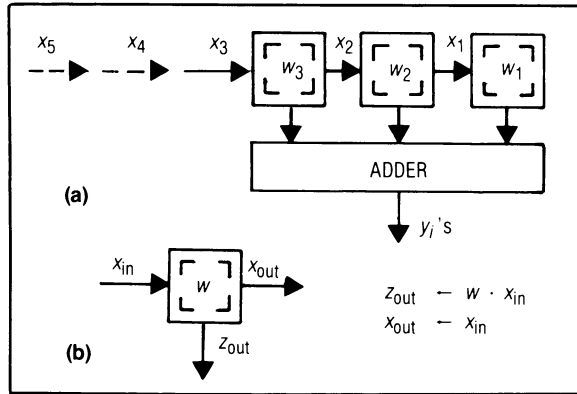 x5 x4 x3 x2 x1
w3 w2 w1
ADDER
(a)
yi's
xin w xout
zout
zout ← w · xin
xout ← xin
(b)